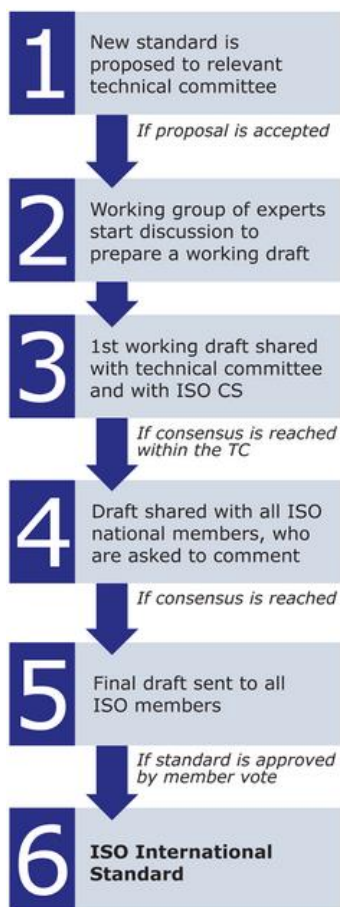 1
New standard is
proposed to relevant
technical committee
If proposal is accepted
2
Working group of experts
start discussion to
prepare a working draft
3
1st working draft shared
with technical committee
and with ISO CS
If consensus is reached
within the TC
4
Draft shared with all ISO
national members, who
are asked to comment
If consensus is reached
5
Final draft sent to all
ISO members
If standard is approved
by member vote
6
ISO International
Standard